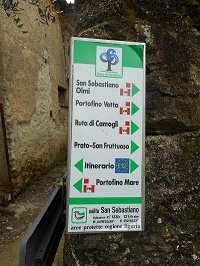 San Sebastiano
Olmi
Portofino Vetta
Ruta di Camogli
Prato-San Fruttuoso
Itinerario
Portofino Mare
salita San Sebastiano
aree protette regione liguria